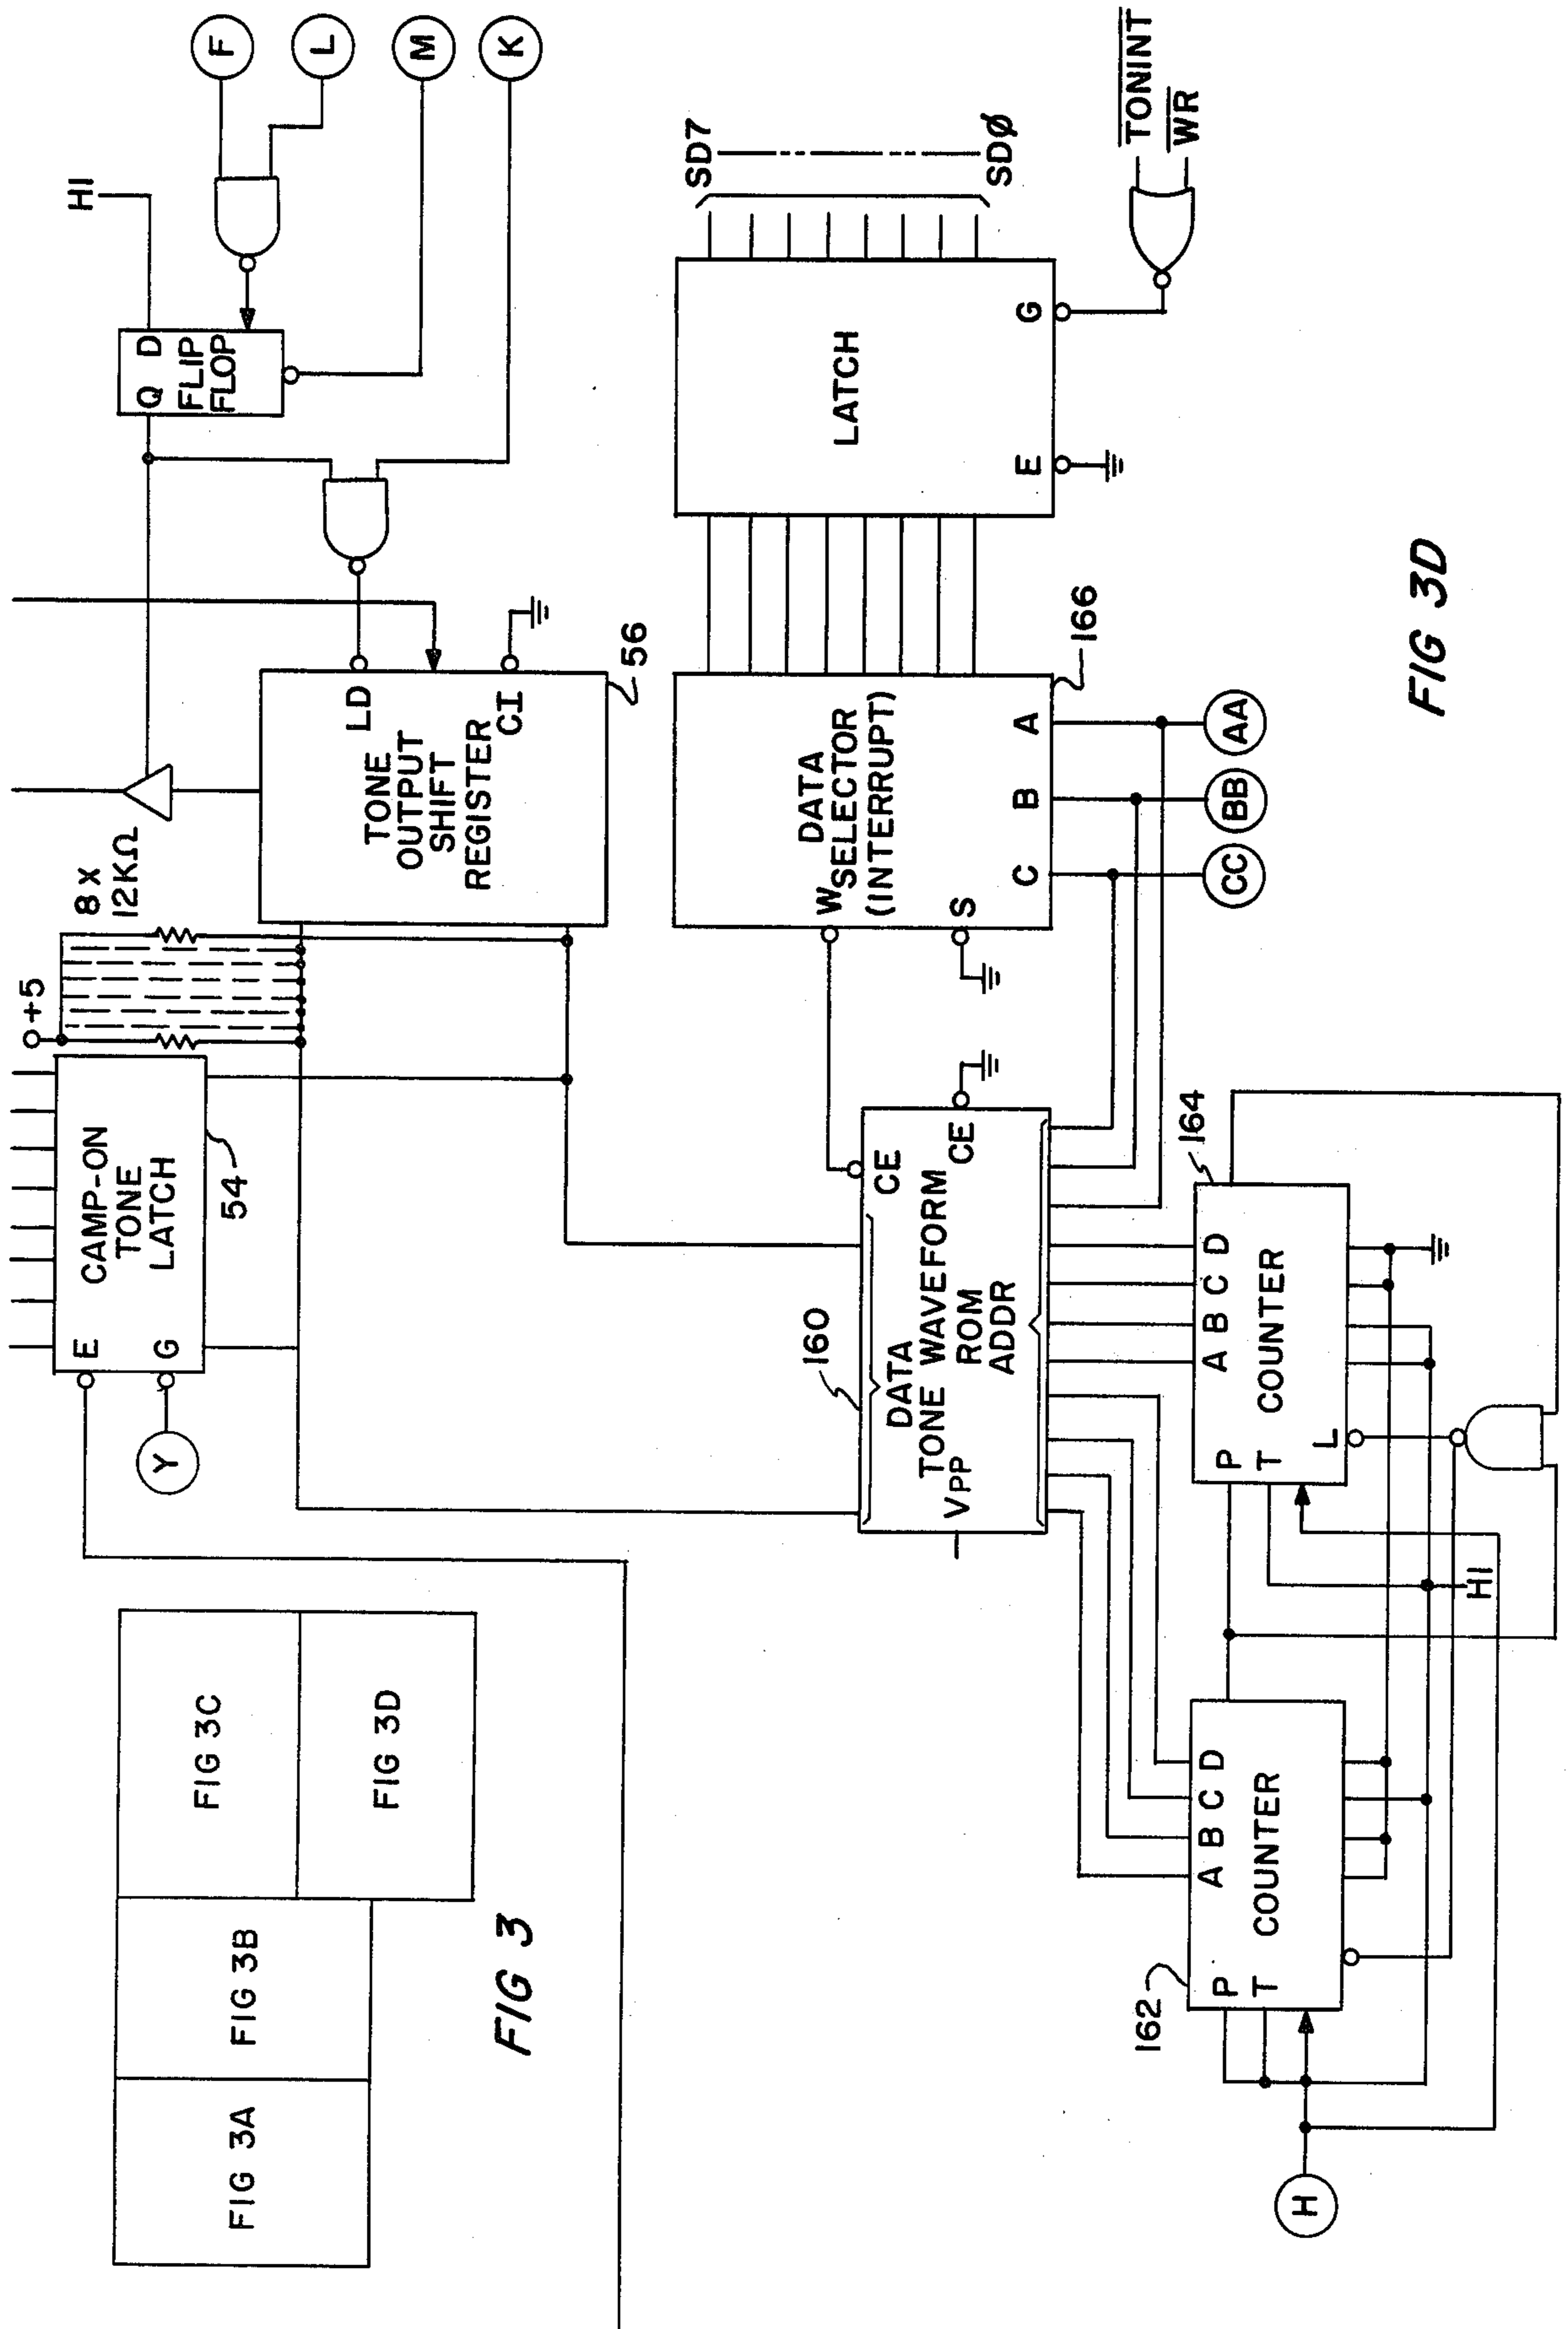 FIG 3A
FIG 3B
FIG 3C
FIG 3D
FIG 3
E
G
CAMP-ON
TONE
LATCH
54
Y
+5
8 X
12KΩ
TONE
OUTPUT
SHIFT
REGISTER
LD
CI
56
Q D
FLIP
FLOP
HI
F
L
M
K
160
DATA
TONE WAVEFORM
ROM
ADDR
VPP
CE
CE
W
DATA
SELECTOR
(INTERRUPT)
S
C B A
166
CC
BB
AA
LATCH
E
G
SD7
SDØ
TONINT
WR
162
P
T
A B C D
COUNTER
H
164
P
T
L
A B C D
COUNTER
HI
FIG 3D